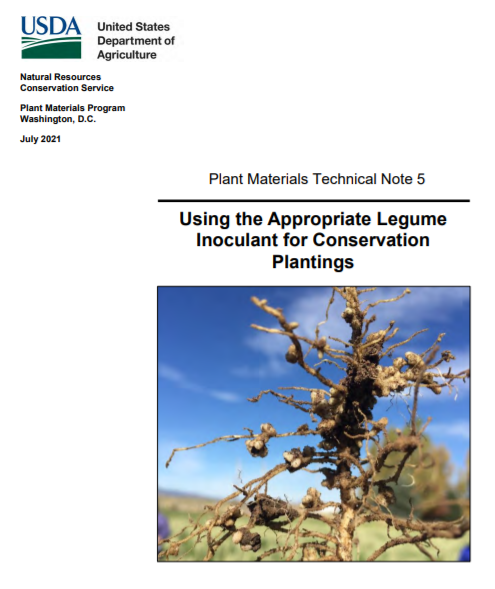 USDA
United States
Department of
Agriculture
Natural Resources
Conservation Service
Plant Materials Program
Washington, D.C.
July 2021
Plant Materials Technical Note 5
Using the Appropriate Legume
Inoculant for Conservation
Plantings